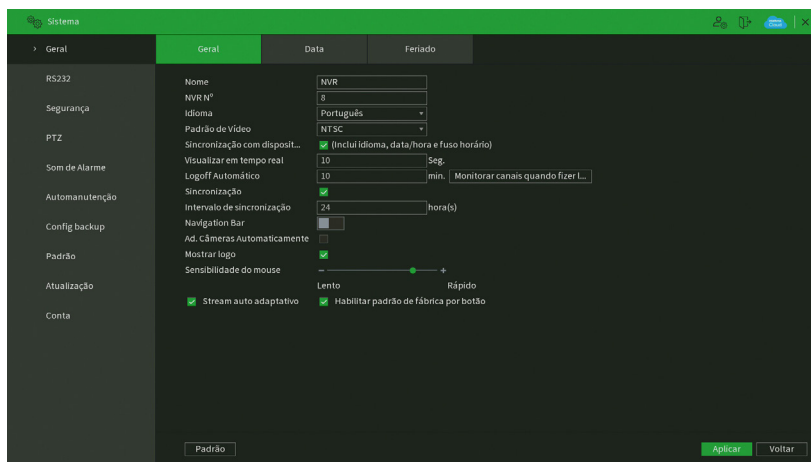 Sistema
Geral
RS232
Segurança
PTZ
Som de Alarme
Automanutenção
Config backup
Padrão
Atualização
Conta
Geral Data Feriado
Nome NVR
NVR Nº 8
Idioma Português
Padrão de Vídeo NTSC
Sincronização com disposit... (Inclui idioma, data/hora e fuso horário)
Visualizar em tempo real 10 Seg.
Logoff Automático 10 min. Monitorar canais quando fizer l...
Sincronização
Intervalo de sincronização 24 hora(s)
Navigation Bar
Ad. Câmeras Automaticamente
Mostrar logo
Sensibilidade do mouse − +
Lento Rápido
Stream auto adaptativo Habilitar padrão de fábrica por botão
Padrão Aplicar Voltar